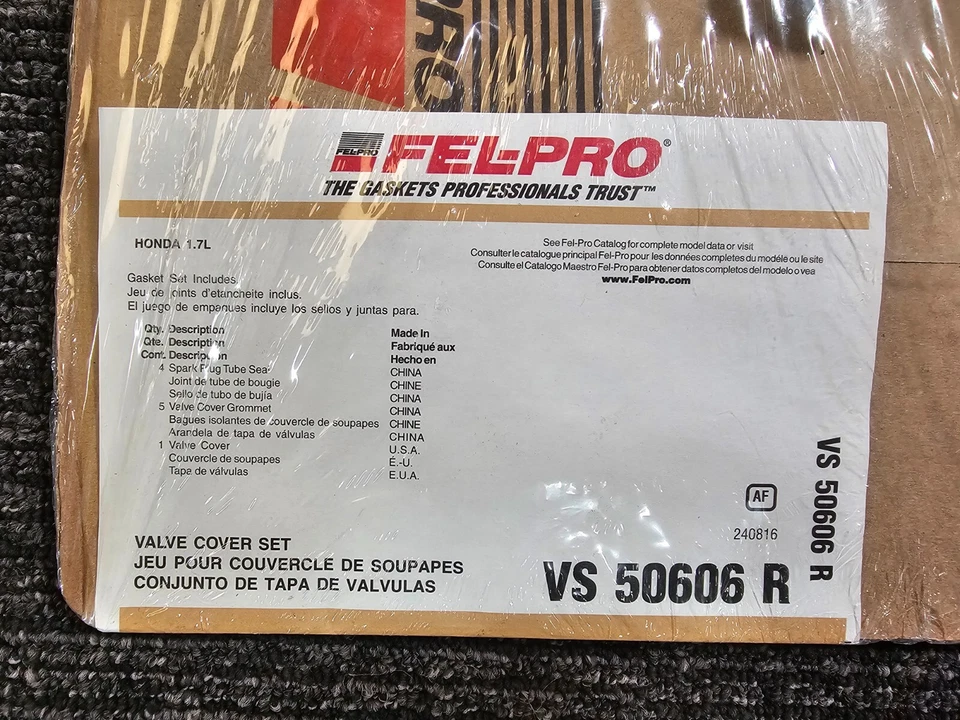 PRO
FEL-PRO
FEL-PRO®
THE GASKETS PROFESSIONALS TRUST™
HONDA 1.7L
See Fel-Pro Catalog for complete model data or visit
Consulter le catalogue principal Fel-Pro pour les données completes du modéle ou le site
Consulte el Catalogo Maestro Fel-Pro para obtener datos completos del modelo o vea
www.FelPro.com
Gasket Set Includes
Jeu de joints d'etancheite inclus.
El juego de empaques incluye los sellos y juntas para.
Qty. Description Made In
Qte. Description Fabriqué aux
Cont. Description Hecho en
4 Spark Plug Tube Seal CHINA
Joint de tube de bougie CHINE
Sello de tubo de bujía CHINA
5 Valve Cover Grommet CHINA
Bagues isolantes de couvercle de soupapes CHINE
Arandela de tapa de válvulas CHINA
1 Valve Cover U.S.A.
Couvercle de soupapes É.-U.
Tapa de válvulas E.U.A.
AF
240816
VALVE COVER SET
JEU POUR COUVERCLE DE SOUPAPES
CONJUNTO DE TAPA DE VALVULAS
VS 50606 R
VS 50606 R